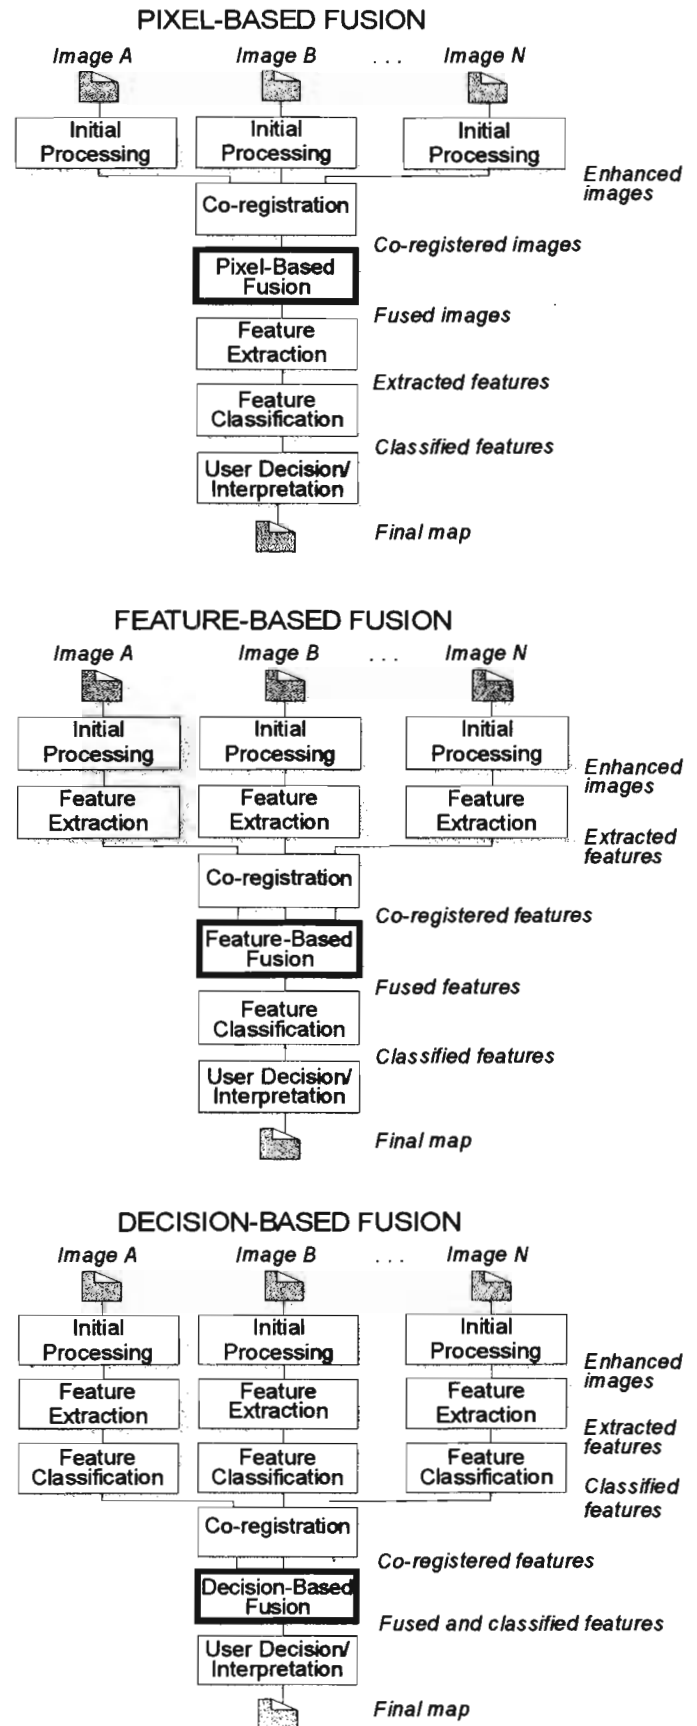 PIXEL-BASED FUSION
Image A Image B . . . Image N
Initial Processing
Initial Processing
Initial Processing
Enhanced images
Co-registration
Co-registered images
Pixel-Based Fusion
Fused images
Feature Extraction
Extracted features
Feature Classification
Classified features
User Decision/ Interpretation
Final map
FEATURE-BASED FUSION
Image A Image B . . . Image N
Initial Processing
Initial Processing
Initial Processing
Enhanced images
Feature Extraction
Feature Extraction
Feature Extraction
Extracted features
Co-registration
Co-registered features
Feature-Based Fusion
Fused features
Feature Classification
Classified features
User Decision/ Interpretation
Final map
DECISION-BASED FUSION
Image A Image B . . . Image N
Initial Processing
Initial Processing
Initial Processing
Enhanced images
Feature Extraction
Feature Extraction
Feature Extraction
Extracted features
Feature Classification
Feature Classification
Feature Classification
Classified features
Co-registration
Co-registered features
Decision-Based Fusion
Fused and classified features
User Decision/ Interpretation
Final map